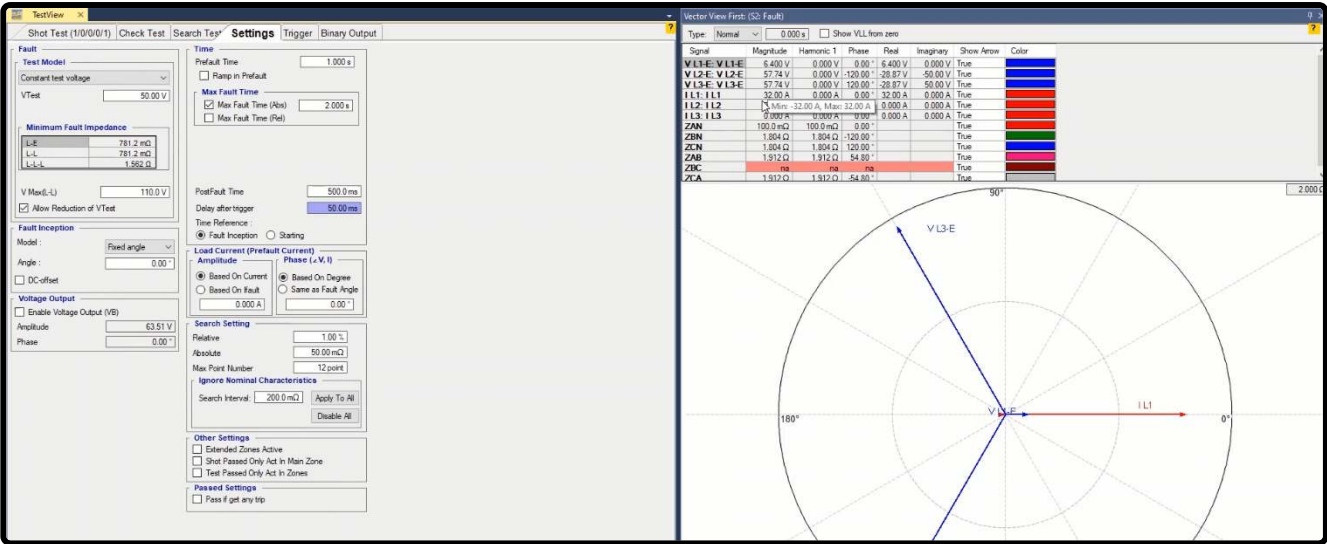 TestView ×
Shot Test (1/0/0/0/1) Check Test Search Test Settings Trigger Binary Output ?
Fault
Test Model
Constant test voltage
VTest 50.00 V
Minimum Fault Impedance
L-E 781.2 mΩ
L-L 781.2 mΩ
L-L-L 1.562 Ω
V Max(L-L) 110.0 V
Allow Reduction of VTest
Fault Inception
Model : Fixed angle
Angle : 0.00 °
DC-offset
Voltage Output
Enable Voltage Output (VB)
Amplitude 63.51 V
Phase 0.00 °
Time
Prefault Time 1.000 s
Ramp in Prefault
Max Fault Time
Max Fault Time (Abs) 2.000 s
Max Fault Time (Rel)
PostFault Time 500.0 ms
Delay after trigger 50.00 ms
Time Reference :
Fault Inception Starting
Load Current (Prefault Current)
Amplitude Phase (∠V, I)
Based On Current Based On Degree
Based On Ifault Same as Fault Angle
0.000 A 0.00 °
Search Setting
Relative 1.00 %
Absolute 50.00 mΩ
Max Point Number 12 point
Ignore Nominal Characteristics
Search Interval: 200.0 mΩ Apply To All
Disable All
Other Settings
Extended Zones Active
Shot Passed Only Act In Main Zone
Test Passed Only Act In Zones
Passed Settings
Pass if get any trip
Vector View First: (S2: Fault)
Type: Normal 0.000 s Show VLL from zero ?
Signal Magnitude Harmonic 1 Phase Real Imaginary Show Arrow Color
V L1-E: V L1-E 6.400 V 0.000 V 0.00 ° 6.400 V 0.000 V True
V L2-E: V L2-E 57.74 V 0.000 V -120.00 ° -28.87 V -50.00 V True
V L3-E: V L3-E 57.74 V 0.000 V 120.00 ° -28.87 V 50.00 V True
I L1: I L1 32.00 A 0.000 A 0.00 ° 32.00 A 0.000 A True
I L2: I L2 Min: -32.00 A, Max: 32.00 A 0.000 A 0.000 A True
I L3: I L3 0.000 A 0.000 A 0.00 ° 0.000 A 0.000 A True
ZAN 100.0 mΩ 100.0 mΩ 0.00 ° True
ZBN 1.804 Ω 1.804 Ω -120.00 ° True
ZCN 1.804 Ω 1.804 Ω 120.00 ° True
ZAB 1.912 Ω 1.912 Ω 54.80 ° True
ZBC na na na True
ZCA 1.912 Ω 1.912 Ω -54.80 ° True
90° 2.000
V L3-E
V L1-E I L1
180° 0°